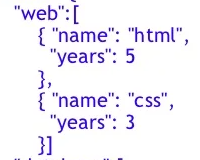 "web":[
{ "name": "html",
"years": 5
},
{ "name": "css",
"years": 3
}]